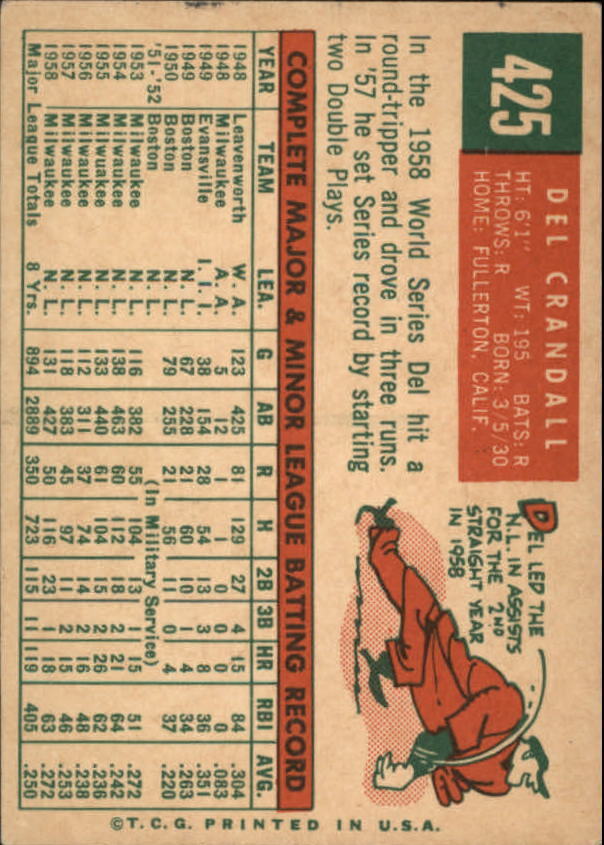 425
DEL CRANDALL
HT: 6'1" WT: 195 BATS: R
THROWS: R BORN: 3/5/30
HOME: FULLERTON, CALIF.
DEL LED THE
N.L. IN ASSISTS
FOR THE 2ND
STRAIGHT YEAR
IN 1958
In the 1958 World Series Del hit a
round-tripper and drove in three runs.
In '57 he set Series record by starting
two Double Plays.
COMPLETE MAJOR & MINOR LEAGUE BATTING RECORD
YEAR TEAM LEA. G AB R H 2B 3B HR RBI AVG.
1948 Leavenworth W. A. 123 425 81 129 27 4 15 84 .304
1948 Milwaukee A. A. 5 12 1 1 0 0 0 0 .083
1949 Evansville I. I. I. 38 154 28 54 13 3 8 36 .351
1949 Boston N. L. 67 228 21 60 10 1 4 34 .263
1950 Boston N. L. 79 255 21 56 11 0 4 37 .220
'51-'52 Boston N. L. (In Military Service)
1953 Milwaukee N. L. 116 382 55 104 13 1 15 51 .272
1954 Milwaukee N. L. 138 463 60 112 18 2 21 64 .242
1955 Milwaukee N. L. 133 440 61 104 15 2 26 62 .236
1956 Milwaukee N. L. 112 311 37 74 14 2 16 48 .238
1957 Milwaukee N. L. 118 383 45 97 11 2 15 46 .253
1958 Milwaukee N. L. 131 427 50 116 23 1 18 63 .272
Major League Totals 8 Yrs. 894 2889 350 723 115 11 119 405 .250
©T.C.G. PRINTED IN U.S.A.